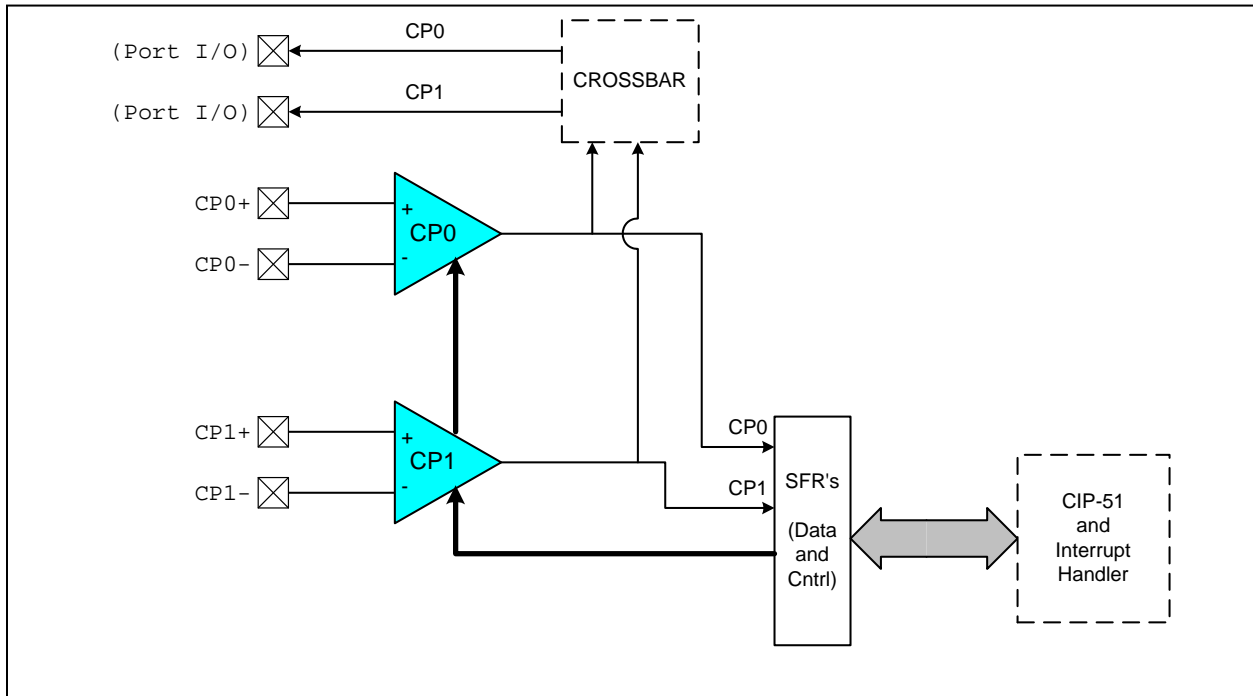 (Port I/O)
CP0
(Port I/O)
CP1
CROSSBAR
CP0+
+
CP0
CP0-
-
CP1+
+
CP1
CP1-
-
CP0
CP1
SFR's
(Data
and
Cntrl)
CIP-51
and
Interrupt
Handler